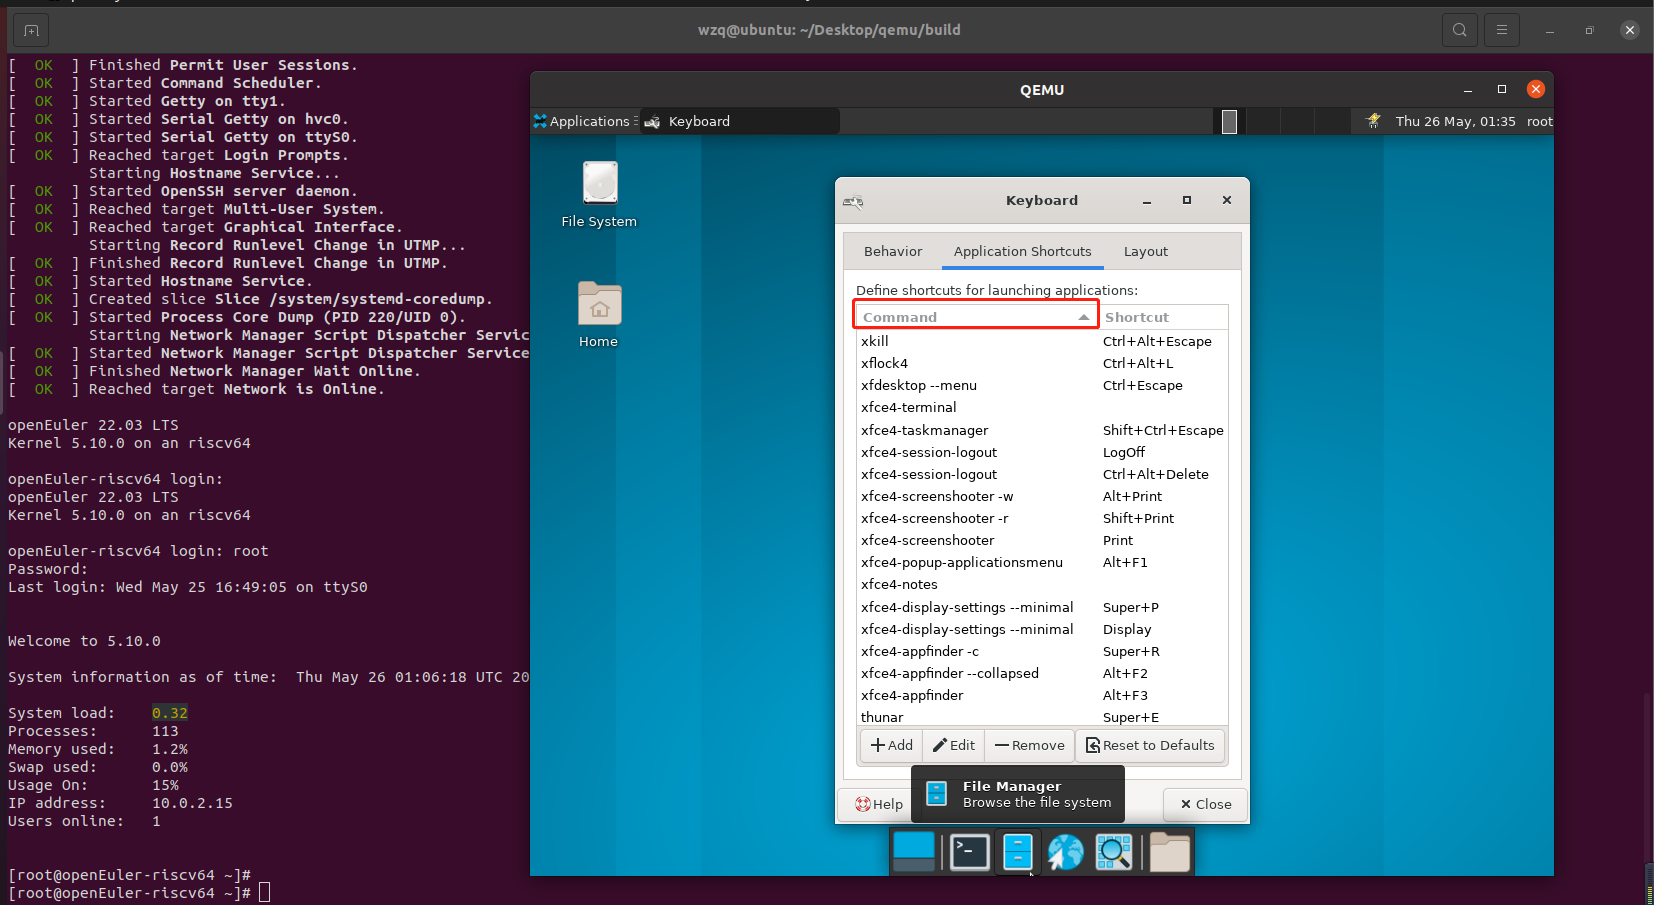 wzq@ubuntu: ~/Desktop/qemu/build
[ OK ] Finished Permit User Sessions.
[ OK ] Started Command Scheduler.
[ OK ] Started Getty on tty1.
[ OK ] Started Serial Getty on hvc0.
[ OK ] Started Serial Getty on ttyS0.
[ OK ] Reached target Login Prompts.
Starting Hostname Service...
[ OK ] Started OpenSSH server daemon.
[ OK ] Reached target Multi-User System.
[ OK ] Reached target Graphical Interface.
Starting Record Runlevel Change in UTMP...
[ OK ] Finished Record Runlevel Change in UTMP.
[ OK ] Started Hostname Service.
[ OK ] Created slice Slice /system/systemd-coredump.
[ OK ] Started Process Core Dump (PID 220/UID 0).
Starting Network Manager Script Dispatcher Servic
[ OK ] Started Network Manager Script Dispatcher Service
[ OK ] Finished Network Manager Wait Online.
[ OK ] Reached target Network is Online.
openEuler 22.03 LTS
Kernel 5.10.0 on an riscv64
openEuler-riscv64 login:
openEuler 22.03 LTS
Kernel 5.10.0 on an riscv64
openEuler-riscv64 login: root
Password:
Last login: Wed May 25 16:49:05 on ttyS0
Welcome to 5.10.0
System information as of time:  Thu May 26 01:06:18 UTC 20
System load: 0.32
Processes: 113
Memory used: 1.2%
Swap used: 0.0%
Usage On: 15%
IP address: 10.0.2.15
Users online: 1
[root@openEuler-riscv64 ~]#
[root@openEuler-riscv64 ~]#
QEMU
Applications Keyboard Thu 26 May, 01:35 root
File System
Home
Keyboard
Behavior Application Shortcuts Layout
Define shortcuts for launching applications:
Command Shortcut
xkill Ctrl+Alt+Escape
xflock4 Ctrl+Alt+L
xfdesktop --menu Ctrl+Escape
xfce4-terminal
xfce4-taskmanager Shift+Ctrl+Escape
xfce4-session-logout LogOff
xfce4-session-logout Ctrl+Alt+Delete
xfce4-screenshooter -w Alt+Print
xfce4-screenshooter -r Shift+Print
xfce4-screenshooter Print
xfce4-popup-applicationsmenu Alt+F1
xfce4-notes
xfce4-display-settings --minimal Super+P
xfce4-display-settings --minimal Display
xfce4-appfinder -c Super+R
xfce4-appfinder --collapsed Alt+F2
xfce4-appfinder Alt+F3
thunar Super+E
Add Edit Remove Reset to Defaults
Help Close
File Manager
Browse the file system